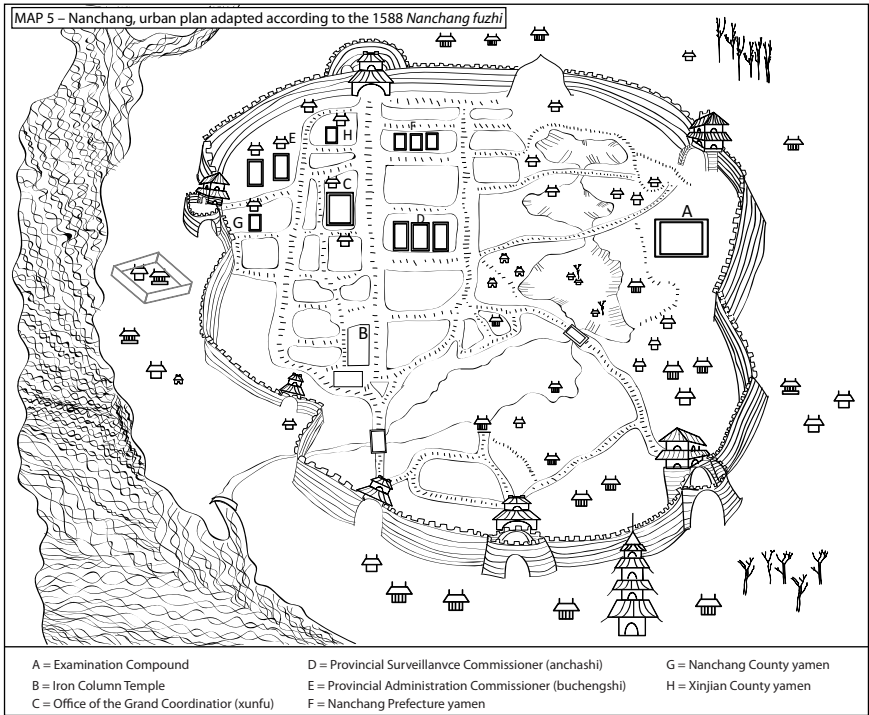 MAP 5 – Nanchang, urban plan adapted according to the 1588 Nanchang fuzhi
E
H
F
C
G
D
A
B
A = Examination Compound
B = Iron Column Temple
C = Office of the Grand Coordinatior (xunfu)
D = Provincial Surveillanvce Commissioner (anchashi)
E = Provincial Administration Commissioner (buchengshi)
F = Nanchang Prefecture yamen
G = Nanchang County yamen
H = Xinjian County yamen